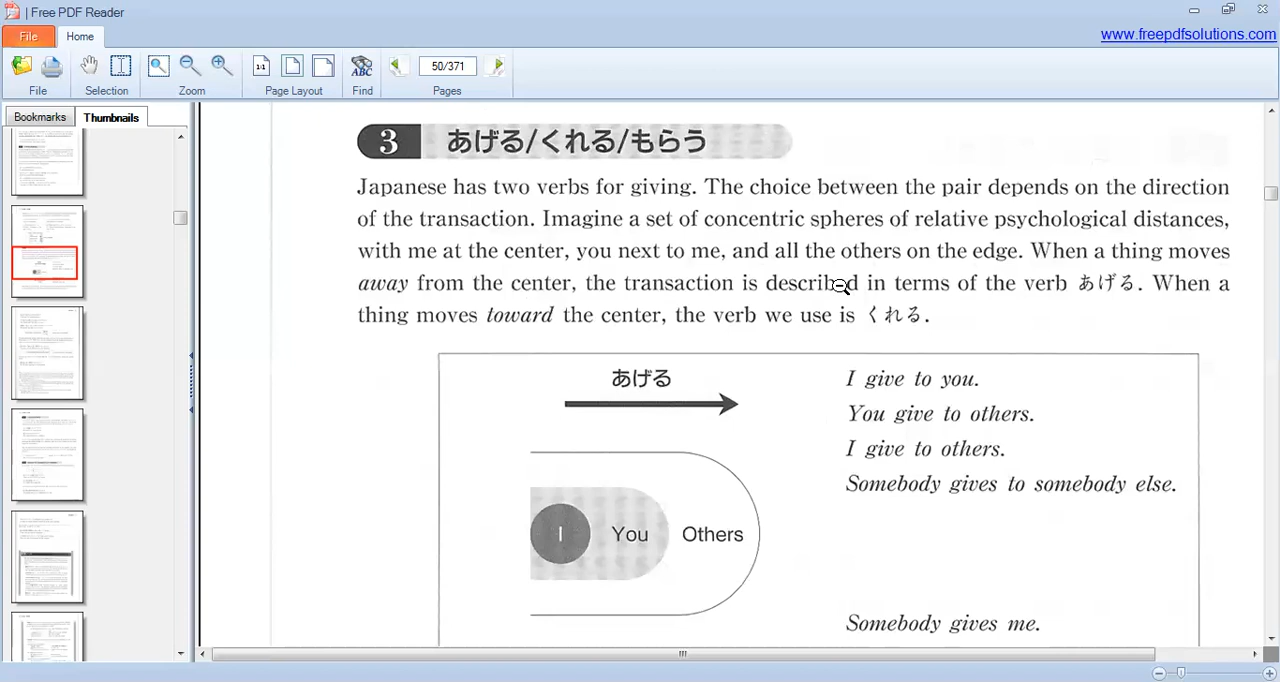 | Free PDF Reader
File Home
www.freepdfsolutions.com
1:1 ABC 50/371
File Selection Zoom Page Layout Find Pages
Bookmarks Thumbnails
3 あげる/くれる/もらう
Japanese has two verbs for giving. The choice between the pair depends on the direction
of the transaction. Imagine a set of concentric spheres of relative psychological distances,
with me at the center, you next to me, and all the others on the edge. When a thing moves
away from the center, the transaction is described in terms of the verb あげる. When a
thing moves toward the center, the verb we use is くれる.
あげる
I give to you.
You give to others.
I give to others.
Somebody gives to somebody else.
I You Others
Somebody gives me.